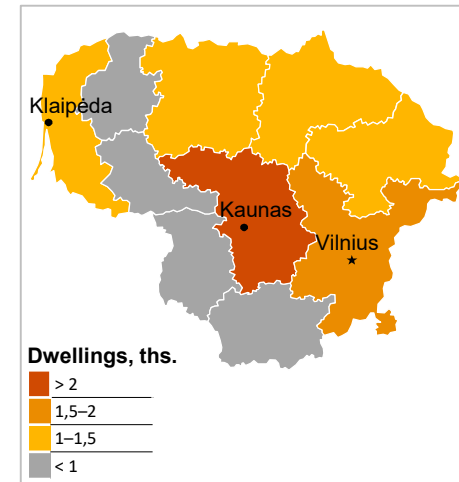 Klaipėda
Kaunas
Vilnius
Dwellings, ths.
> 2
1,5–2
1–1,5
< 1